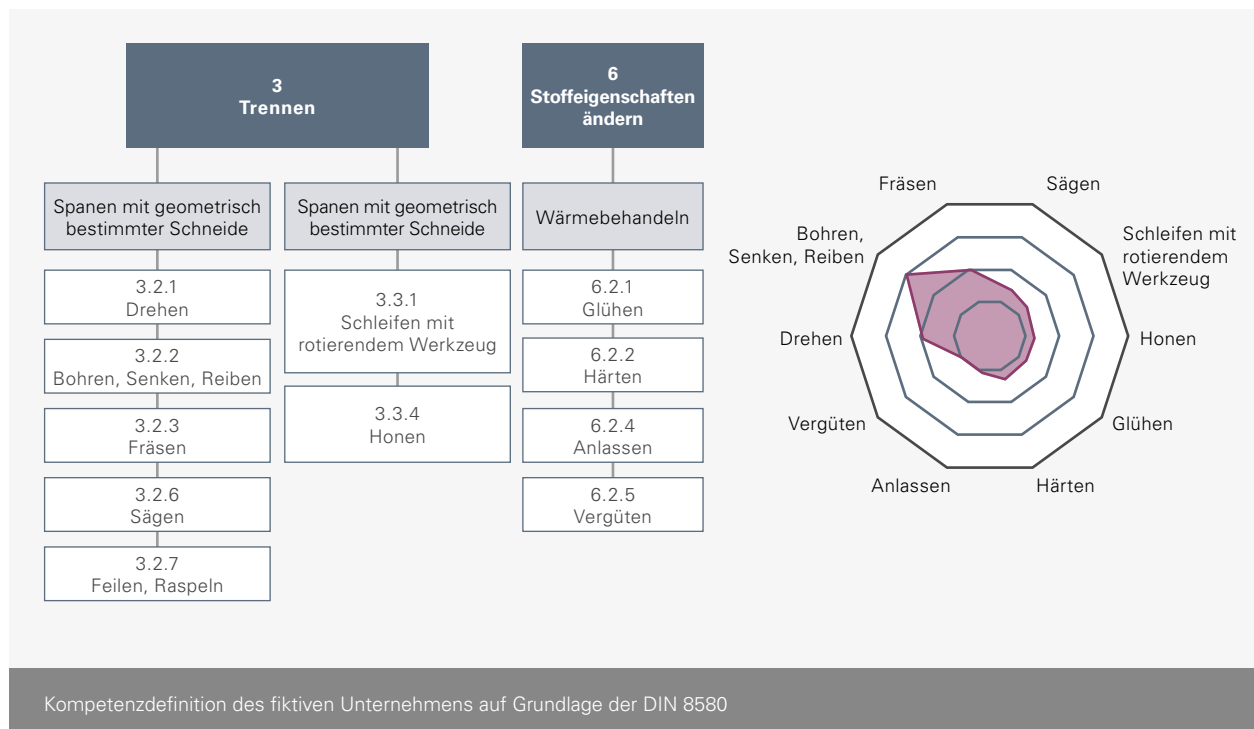 3
Trennen
Spanen mit geometrisch
bestimmter Schneide
3.2.1
Drehen
3.2.2
Bohren, Senken, Reiben
3.2.3
Fräsen
3.2.6
Sägen
3.2.7
Feilen, Raspeln
Spanen mit geometrisch
bestimmter Schneide
3.3.1
Schleifen mit
rotierendem Werkzeug
3.3.4
Honen
6
Stoffeigenschaften
ändern
Wärmebehandeln
6.2.1
Glühen
6.2.2
Härten
6.2.4
Anlassen
6.2.5
Vergüten
Fräsen
Sägen
Bohren,
Senken, Reiben
Schleifen mit
rotierendem
Werkzeug
Drehen
Honen
Vergüten
Glühen
Anlassen
Härten
Kompetenzdefinition des fiktiven Unternehmens auf Grundlage der DIN 8580